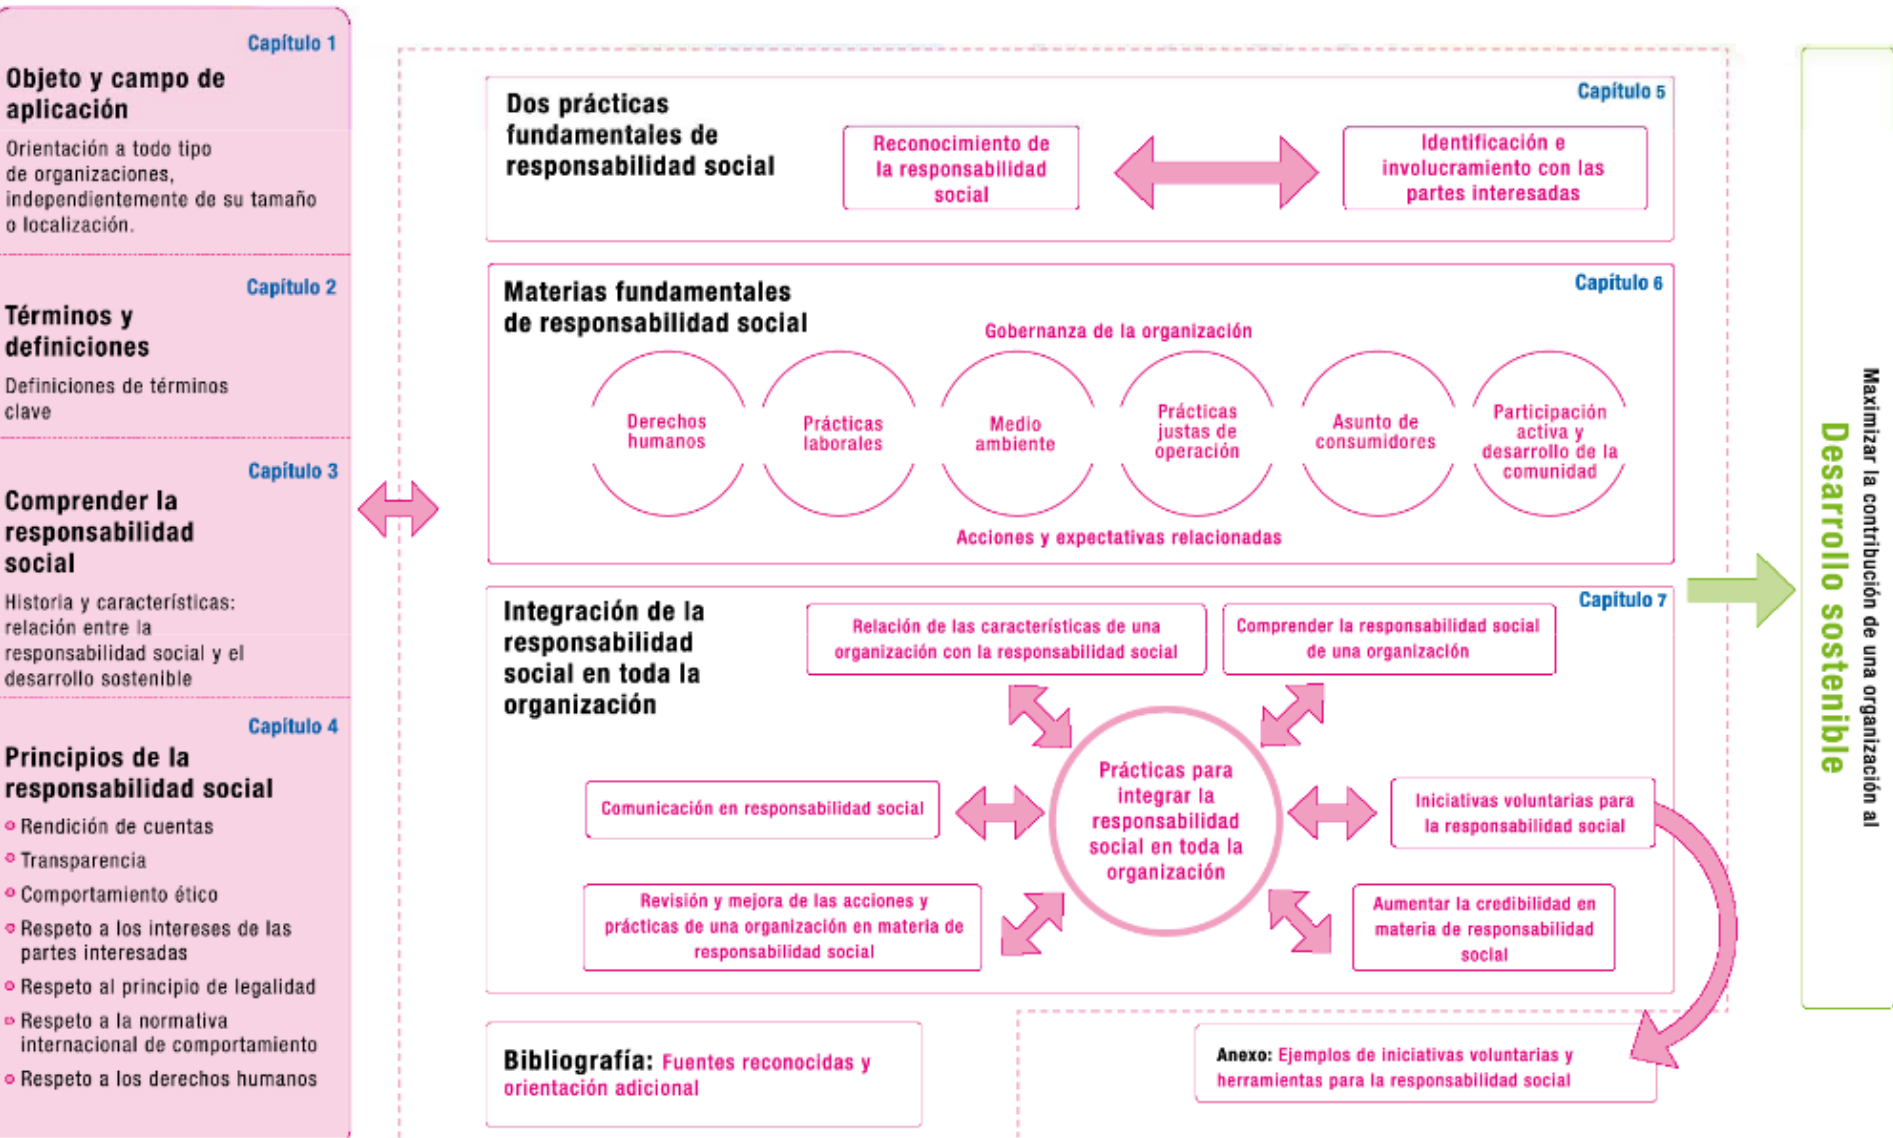 Capítulo 1
Objeto y campo de
aplicación
Orientación a todo tipo
de organizaciones,
independientemente de su tamaño
o localización.
Capítulo 2
Términos y
definiciones
Definiciones de términos
clave
Capítulo 3
Comprender la
responsabilidad
social
Historia y características:
relación entre la
responsabilidad social y el
desarrollo sostenible
Capítulo 4
Principios de la
responsabilidad social
Rendición de cuentas
Transparencia
Comportamiento ético
Respeto a los intereses de las
partes interesadas
Respeto al principio de legalidad
Respeto a la normativa
internacional de comportamiento
Respeto a los derechos humanos
Capítulo 5
Dos prácticas
fundamentales de
responsabilidad social
Reconocimiento de
la responsabilidad
social
Identificación e
involucramiento con las
partes interesadas
Capítulo 6
Materias fundamentales
de responsabilidad social
Gobernanza de la organización
Derechos
humanos
Prácticas
laborales
Medio
ambiente
Prácticas
justas de
operación
Asunto de
consumidores
Participación
activa y
desarrollo de la
comunidad
Acciones y expectativas relacionadas
Capítulo 7
Integración de la
responsabilidad
social en toda la
organización
Relación de las características de una
organización con la responsabilidad social
Comprender la responsabilidad social
de una organización
Comunicación en responsabilidad social
Prácticas para
integrar la
responsabilidad
social en toda la
organización
Iniciativas voluntarias para
la responsabilidad social
Revisión y mejora de las acciones y
prácticas de una organización en materia de
responsabilidad social
Aumentar la credibilidad en
materia de responsabilidad
social
Bibliografía: Fuentes reconocidas y
orientación adicional
Anexo: Ejemplos de iniciativas voluntarias y
herramientas para la responsabilidad social
Maximizar la contribución de una organización al
Desarrollo sostenible